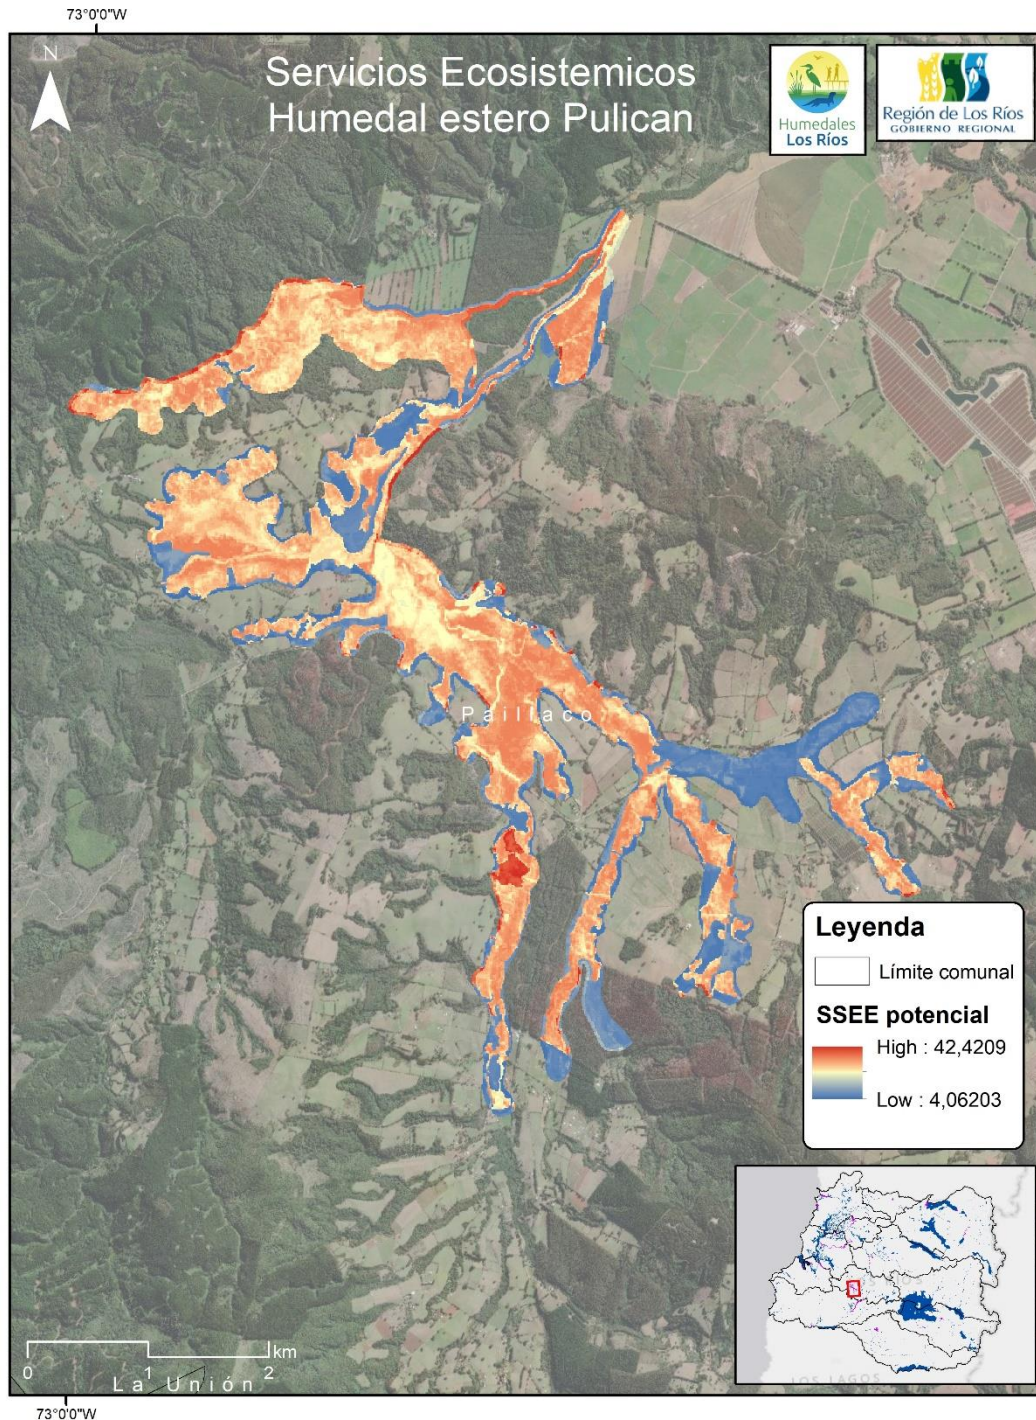 73°0'0"W
N
Servicios Ecosistemicos
Humedal estero Pulican
Humedales
Los Ríos
Región de Los Ríos
GOBIERNO REGIONAL
Paillaco
Leyenda
Límite comunal
SSEE potencial
High : 42,4209
Low : 4,06203
LOS LAGOS
km
0 1 2
La Unión
73°0'0"W